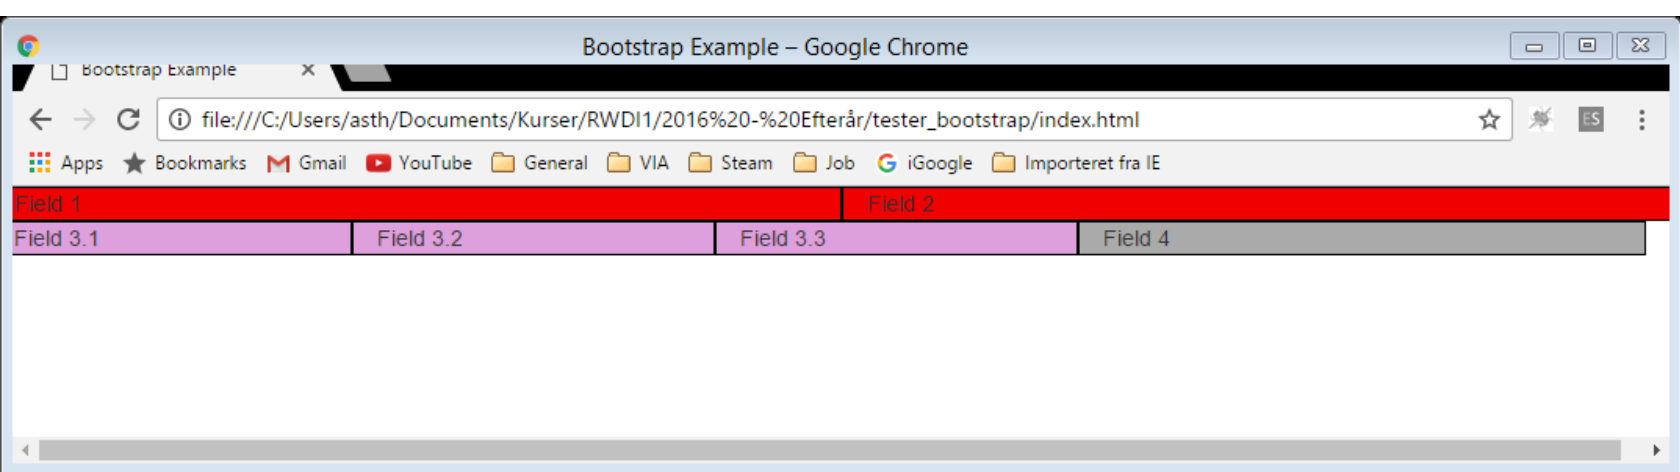 Bootstrap Example – Google Chrome
Bootstrap Example
file:///C:/Users/asth/Documents/Kurser/RWDI1/2016%20-%20Efterår/tester_bootstrap/index.html ES
Apps Bookmarks Gmail YouTube General VIA Steam Job iGoogle Importeret fra IE
Field 1 Field 2
Field 3.1 Field 3.2 Field 3.3 Field 4